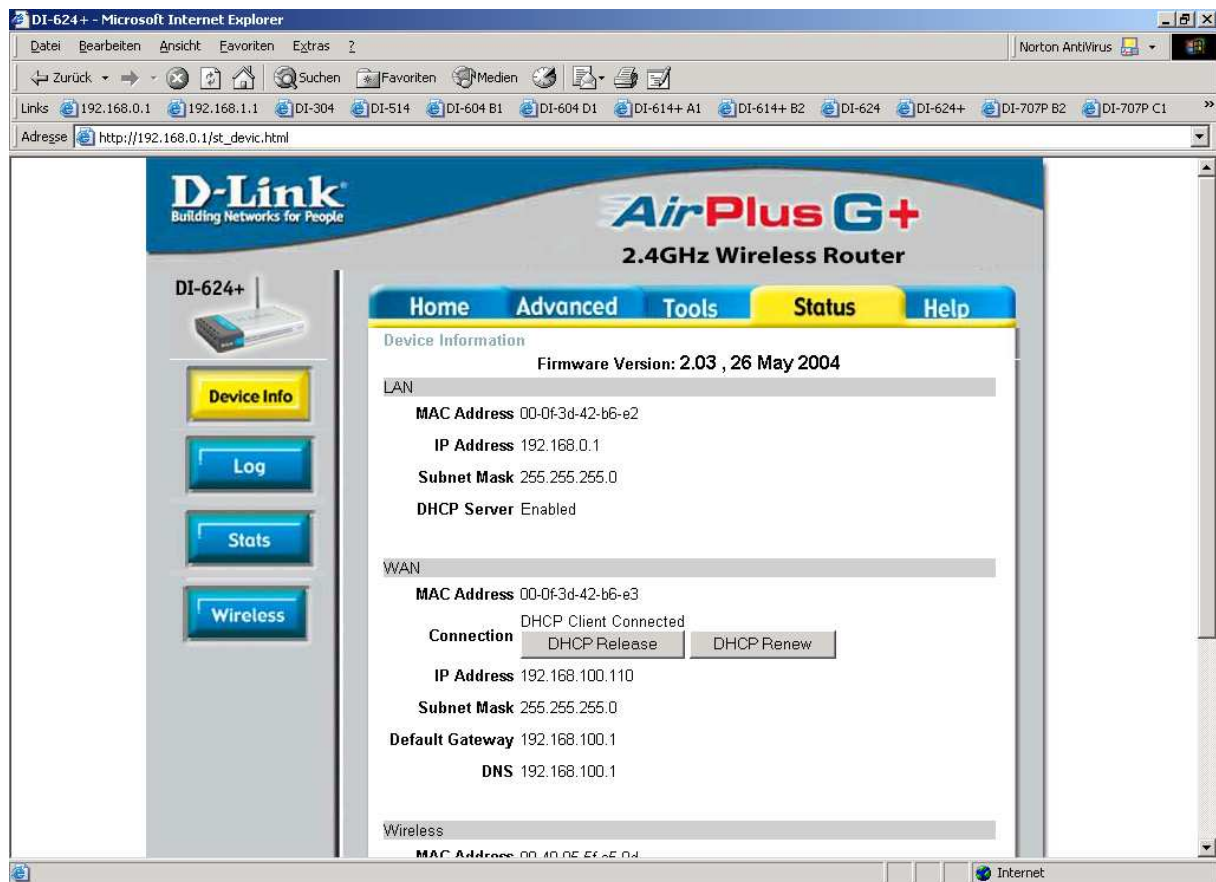 DI-624+ - Microsoft Internet Explorer
Datei Bearbeiten Ansicht Favoriten Extras ? Norton AntiVirus
Zurück Suchen Favoriten Medien
Links 192.168.0.1 192.168.1.1 DI-304 DI-514 DI-604 B1 DI-604 D1 DI-614+ A1 DI-614+ B2 DI-624 DI-624+ DI-707P B2 DI-707P C1 »
Adresse http://192.168.0.1/st_devic.html
D-Link
Building Networks for People
AirPlus G+
2.4GHz Wireless Router
DI-624+
Home Advanced Tools Status Help
Device Info
Log
Stats
Wireless
Device Information
Firmware Version: 2.03 , 26 May 2004
LAN
MAC Address 00-0f-3d-42-b6-e2
IP Address 192.168.0.1
Subnet Mask 255.255.255.0
DHCP Server Enabled
WAN
MAC Address 00-0f-3d-42-b6-e3
Connection DHCP Client Connected
DHCP Release DHCP Renew
IP Address 192.168.100.110
Subnet Mask 255.255.255.0
Default Gateway 192.168.100.1
DNS 192.168.100.1
Wireless
MAC Address
Internet